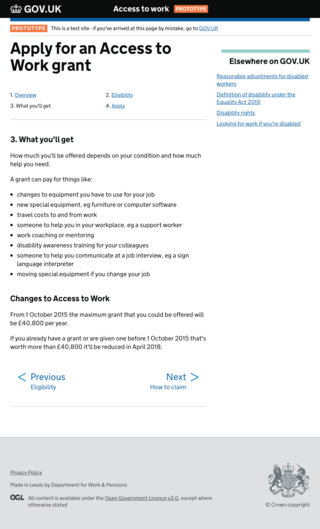 GOV.UK
Access to work PROTOTYPE
PROTOTYPE This is a test site - if you've arrived at this page by mistake, go to GOV.UK
Apply for an Access to
Work grant
1. Overview
2. Eligibility
3. What you'll get
4. Apply
Elsewhere on GOV.UK
Reasonable adjustments for disabled
workers
Definition of disability under the
Equality Act 2010
Disability rights
Looking for work if you're disabled
3. What you'll get
How much you'll be offered depends on your condition and how much
help you need.
A grant can pay for things like:
• changes to equipment you have to use for your job
• new special equipment, eg furniture or computer software
• travel costs to and from work
• someone to help you in your workplace, eg a support worker
• work coaching or mentoring
• disability awareness training for your colleagues
• someone to help you communicate at a job interview, eg a sign
language interpreter
• moving special equipment if you change your job
Changes to Access to Work
From 1 October 2015 the maximum grant that you could be offered will
be £40,800 per year.
If you already have a grant or are given one before 1 October 2015 that's
worth more than £40,800 it'll be reduced in April 2018.
Previous
Eligibility
Next
How to claim
Privacy Policy
Made in Leeds by Department for Work & Pensions
OGL All content is available under the Open Government Licence v3.0, except where
otherwise stated
© Crown copyright